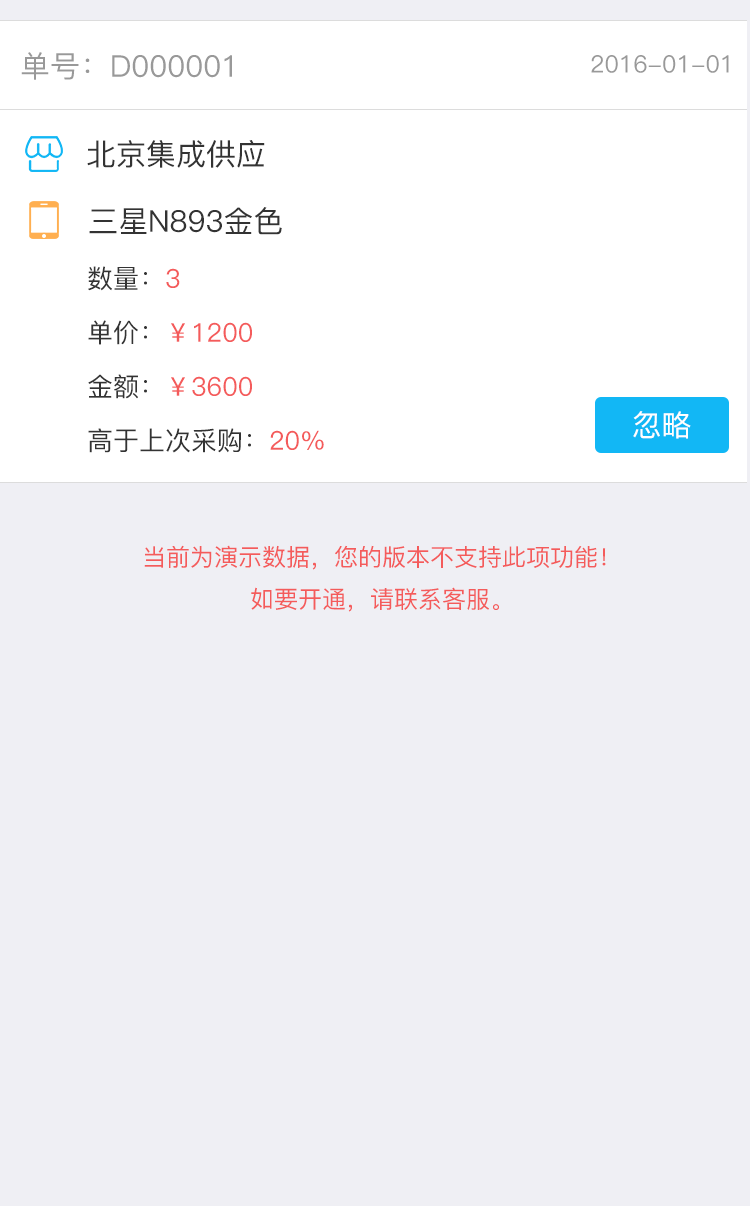 单号：D000001
2016-01-01
北京集成供应
三星N893金色
数量：3
单价：￥1200
金额：￥3600
高于上次采购：20%
忽略
当前为演示数据，您的版本不支持此项功能！
如要开通，请联系客服。